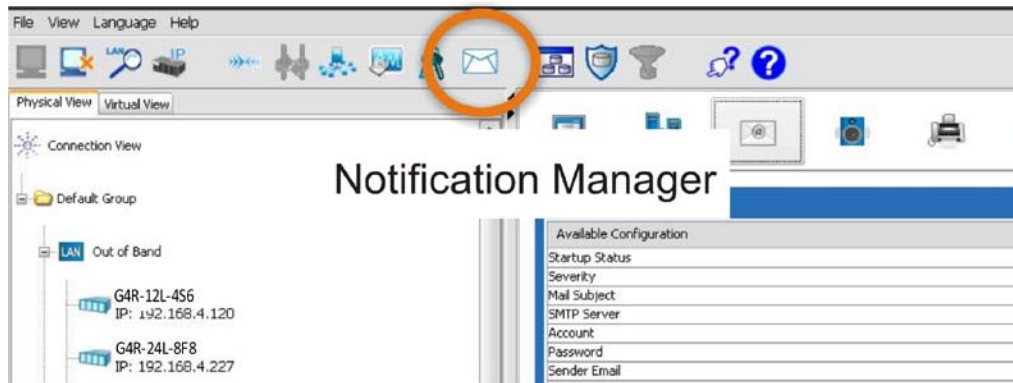 File View Language Help
LAN IP
Physical View Virtual View
Connection View
Notification Manager
Default Group
Available Configuration
LAN Out of Band
Startup Status
Severity
G4R-12L-4S6
Mail Subject
IP: 192.168.4.120
SMTP Server
Account
G4R-24L-8F8
Password
IP: 192.168.4.227
Sender Email